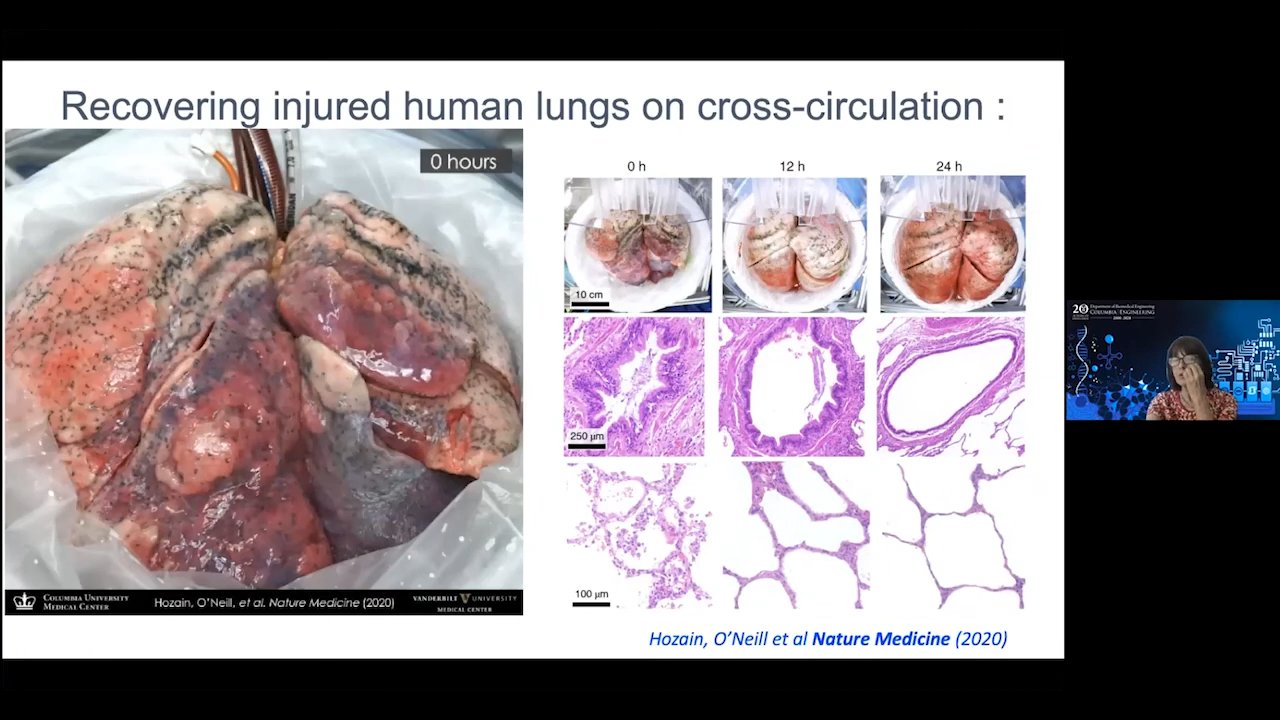 Recovering injured human lungs on cross-circulation :
0 hours
COLUMBIA UNIVERSITY
MEDICAL CENTER
Hozain, O'Neill, et al. Nature Medicine (2020)
VANDERBILT UNIVERSITY
MEDICAL CENTER
0 h
12 h
24 h
10 cm
250 µm
100 µm
Hozain, O'Neill et al Nature Medicine (2020)
20
Department of Biomedical Engineering
COLUMBIA ENGINEERING